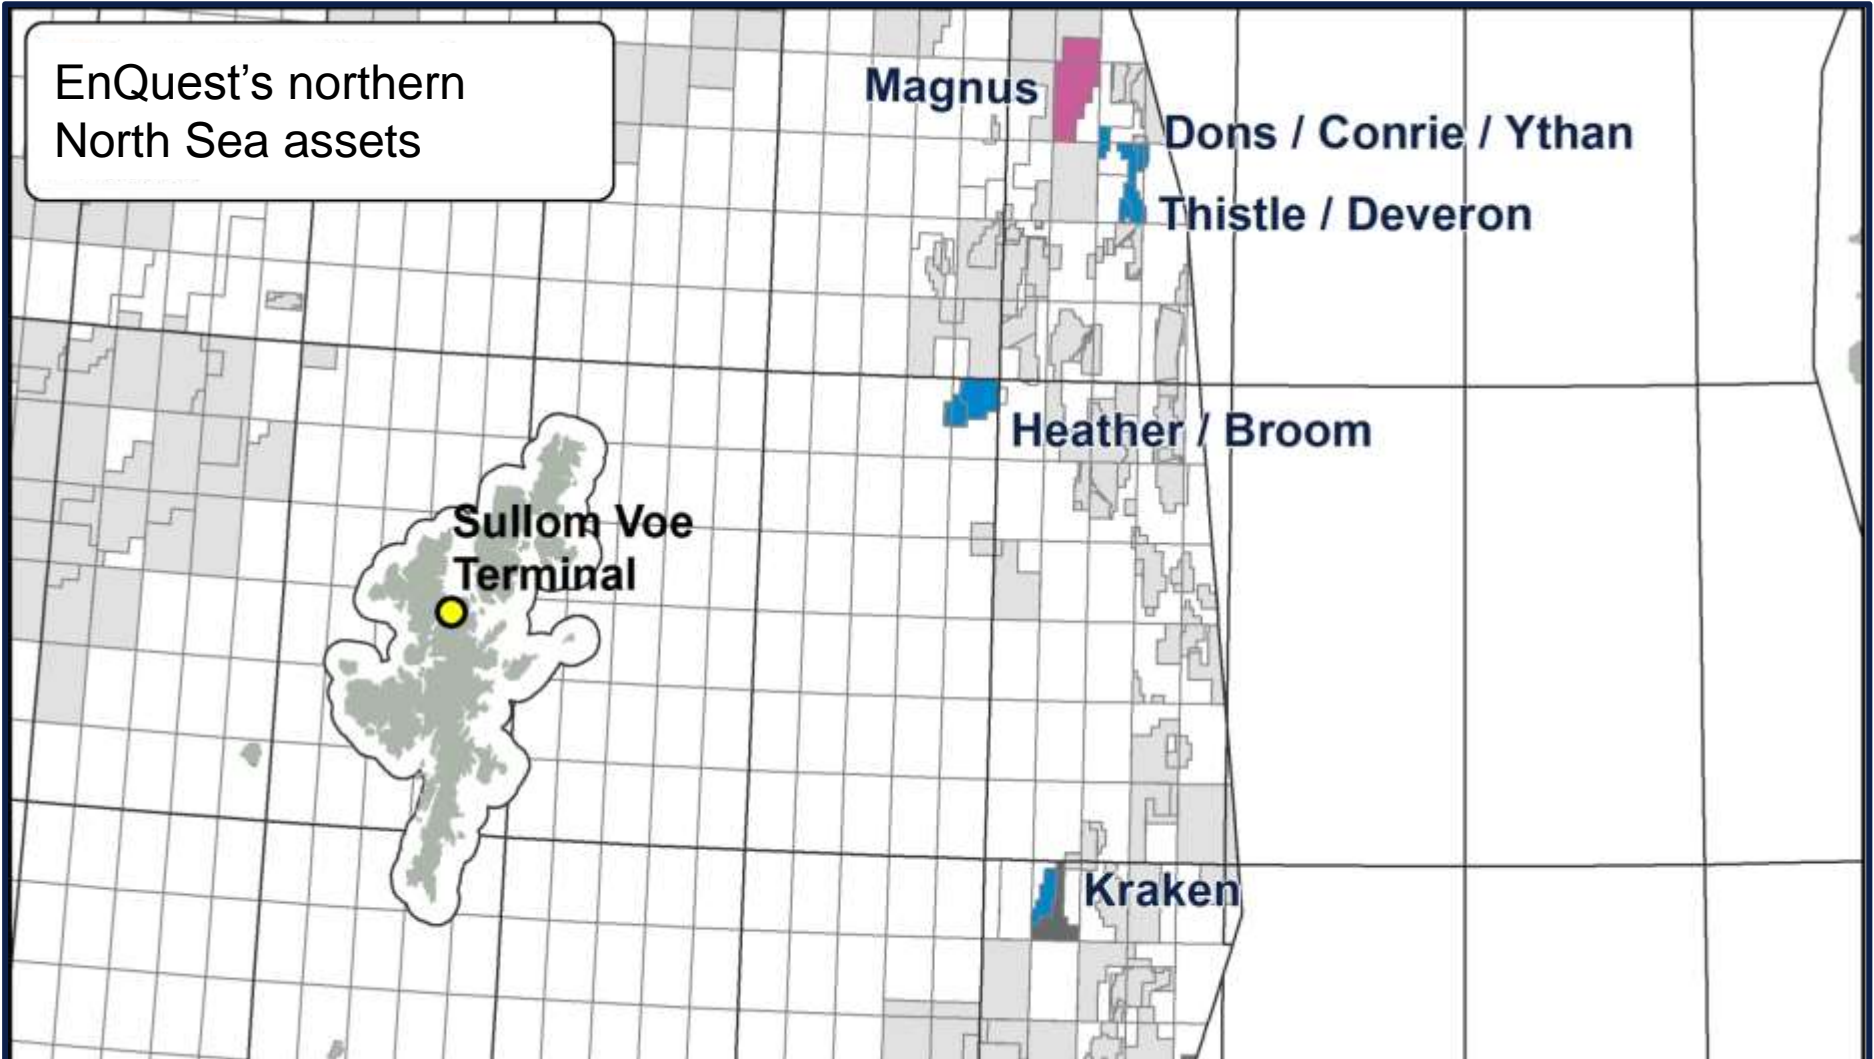 EnQuest’s northern
North Sea assets
Magnus
Dons / Conrie / Ythan
Thistle / Deveron
Heather / Broom
Sullom Voe
Terminal
Kraken